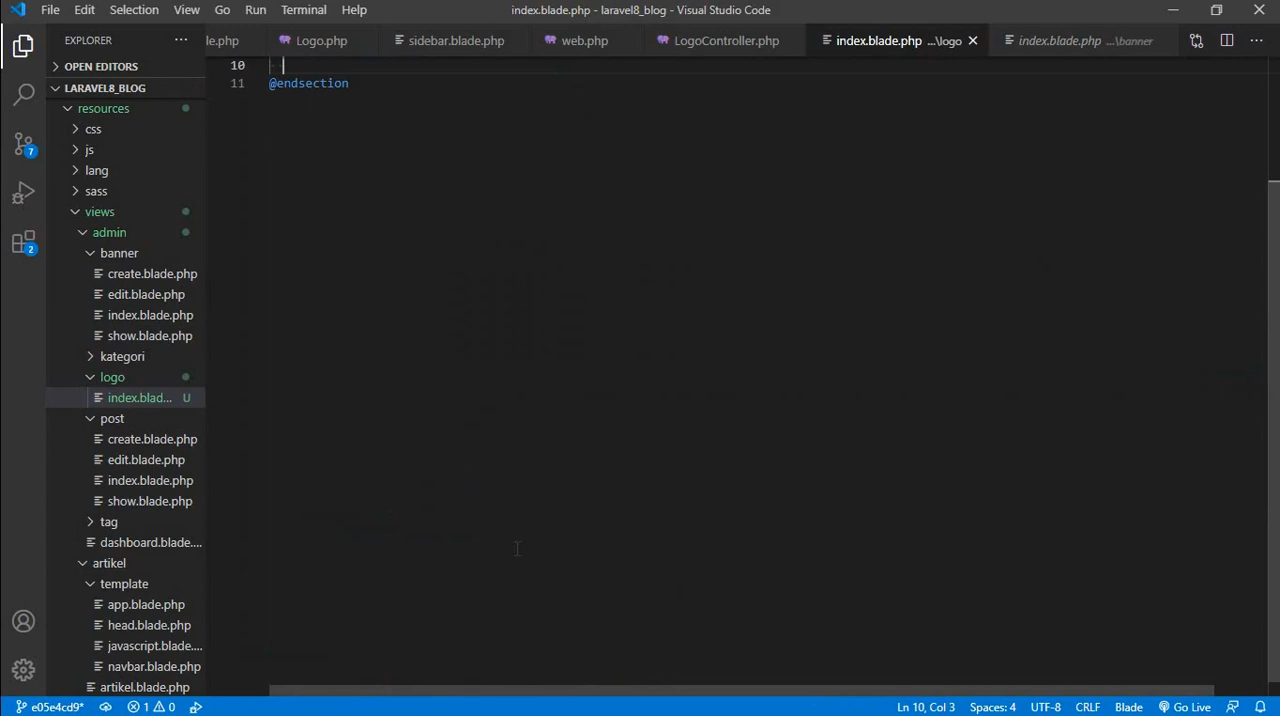 File Edit Selection View Go Run Terminal Help
index.blade.php - laravel8_blog - Visual Studio Code
EXPLORER
le.php Logo.php sidebar.blade.php web.php LogoController.php index.blade.php ...\logo index.blade.php ...\banner
OPEN EDITORS
LARAVEL8_BLOG
resources
css
js
lang
sass
views
admin
banner
create.blade.php
edit.blade.php
index.blade.php
show.blade.php
kategori
logo
index.blad... U
post
create.blade.php
edit.blade.php
index.blade.php
show.blade.php
tag
dashboard.blade....
artikel
template
app.blade.php
head.blade.php
javascript.blade....
navbar.blade.php
artikel.blade.php
7
2
10
11 @endsection
e05e4cd9* 1 0 Ln 10, Col 3 Spaces: 4 UTF-8 CRLF Blade Go Live